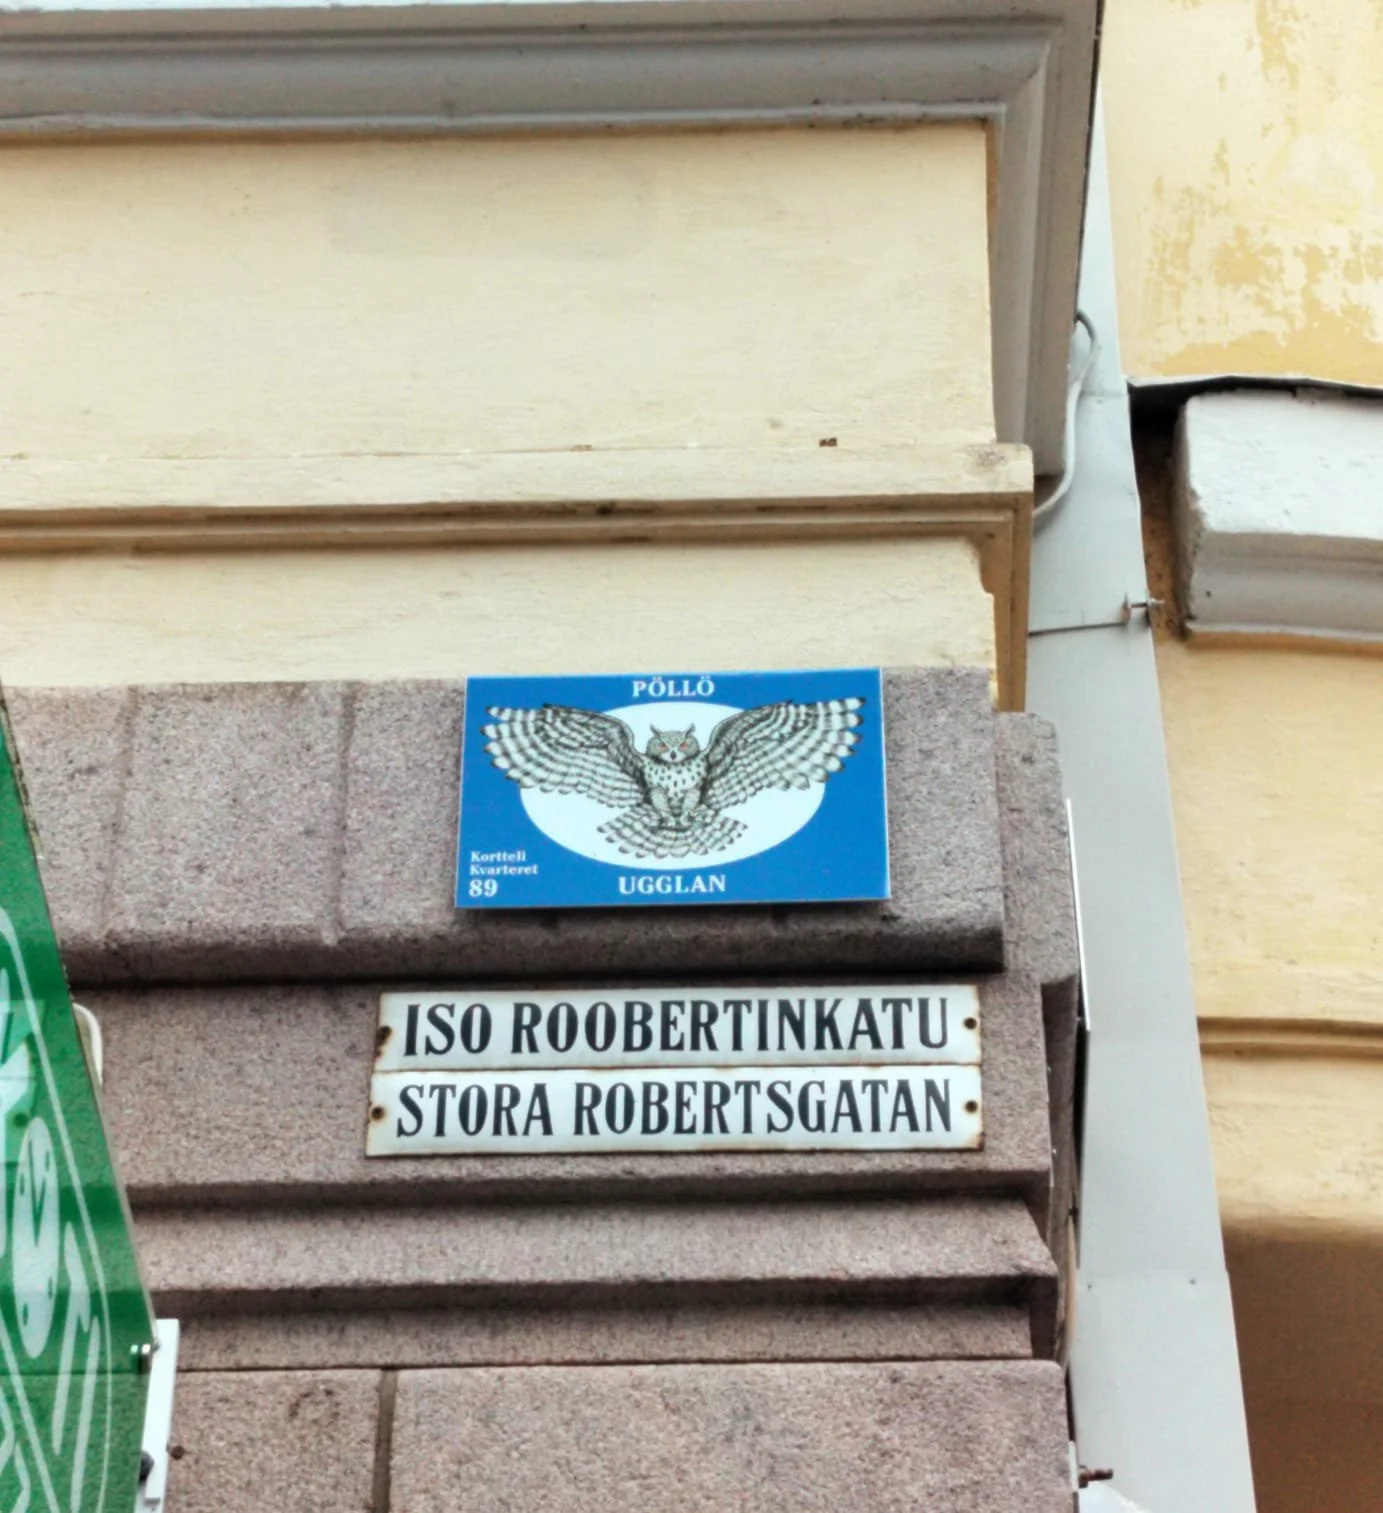 PÖLLÖ
Kortteli
Kvarteret
89
UGGLAN
ISO ROOBERTINKATU
STORA ROBERTSGATAN